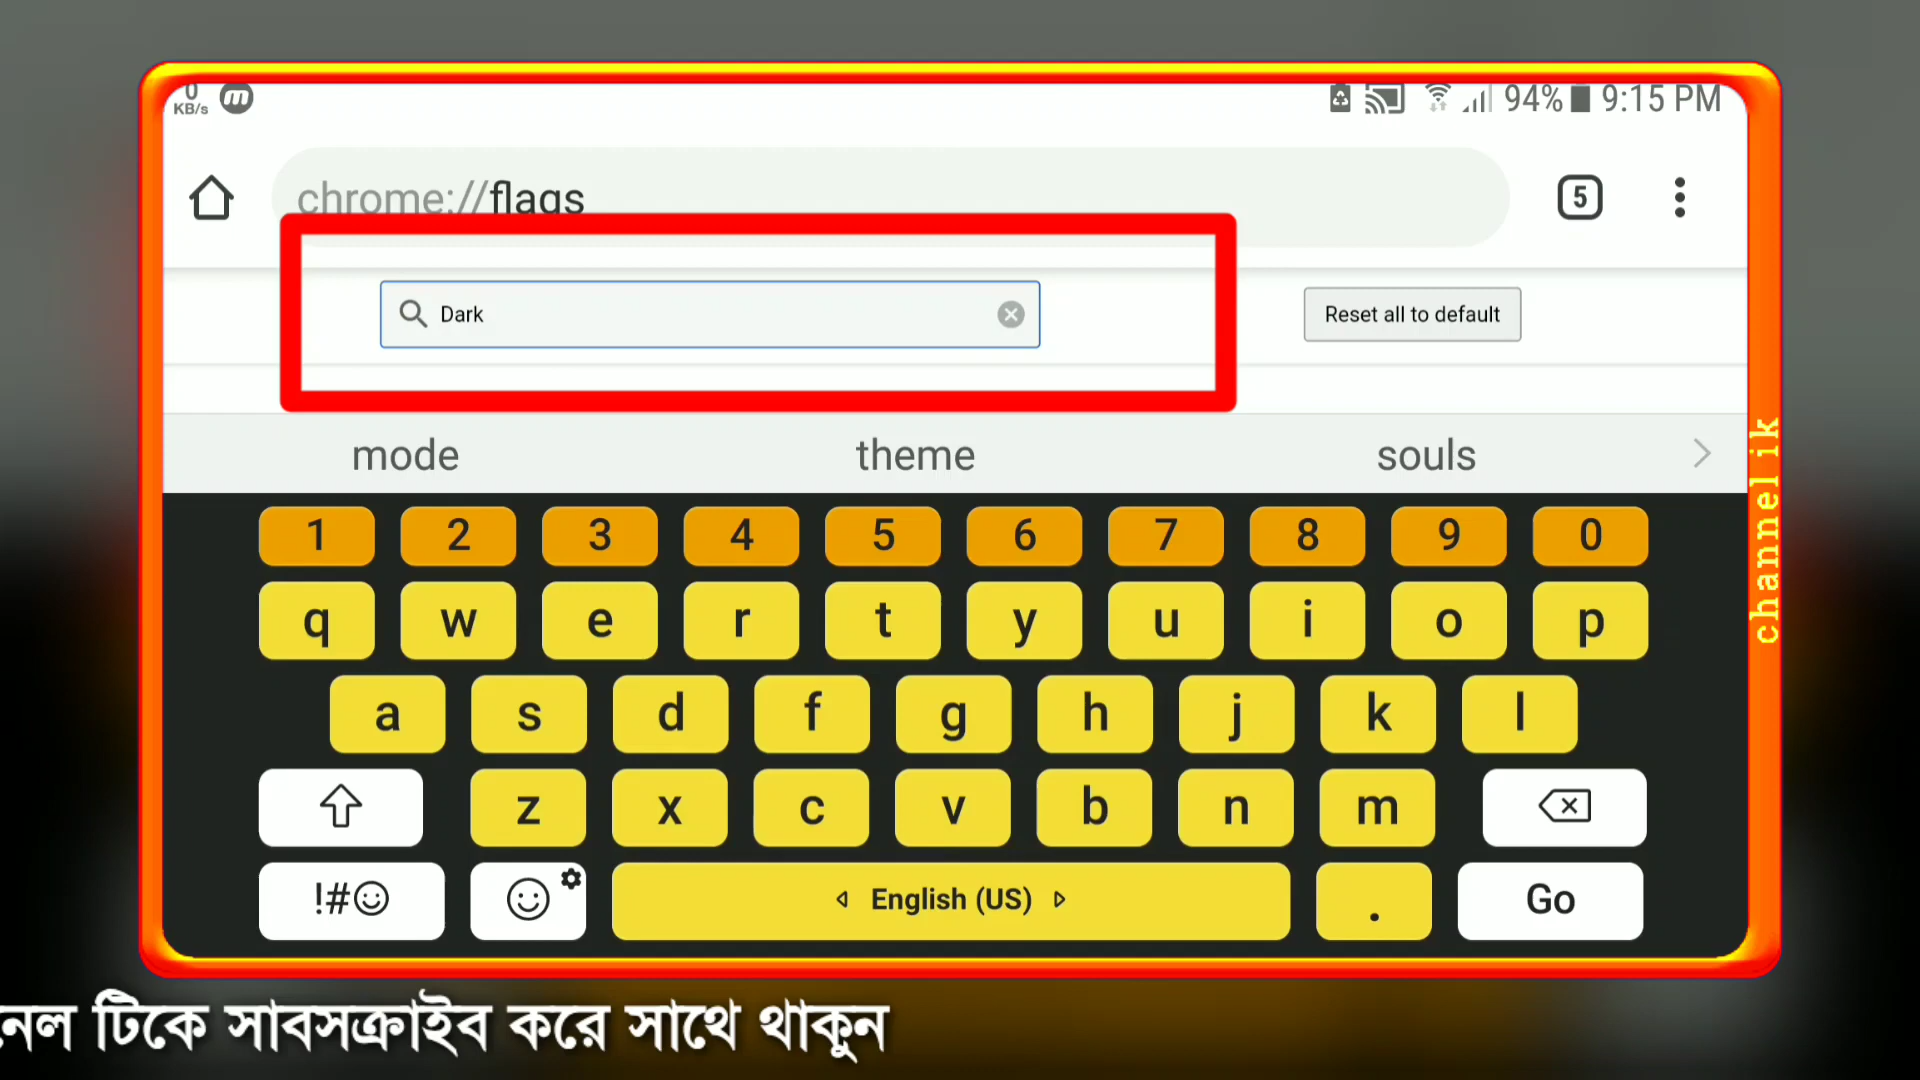 0
KB/s
94% 9:15 PM
chrome://flags
5
Dark
Reset all to default
mode theme souls
1 2 3 4 5 6 7 8 9 0
q w e r t y u i o p
a s d f g h j k l
z x c v b n m
!#☺ English (US) . Go
channel ik
টিকে সাবসক্রাইব করে সাথে থাকুন